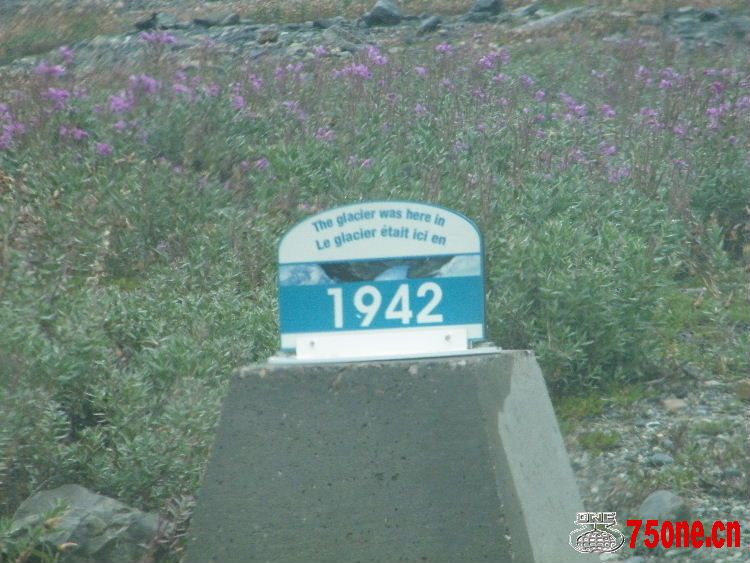 The glacier was here in
Le glacier était ici en
1942
ONE
75one.cn